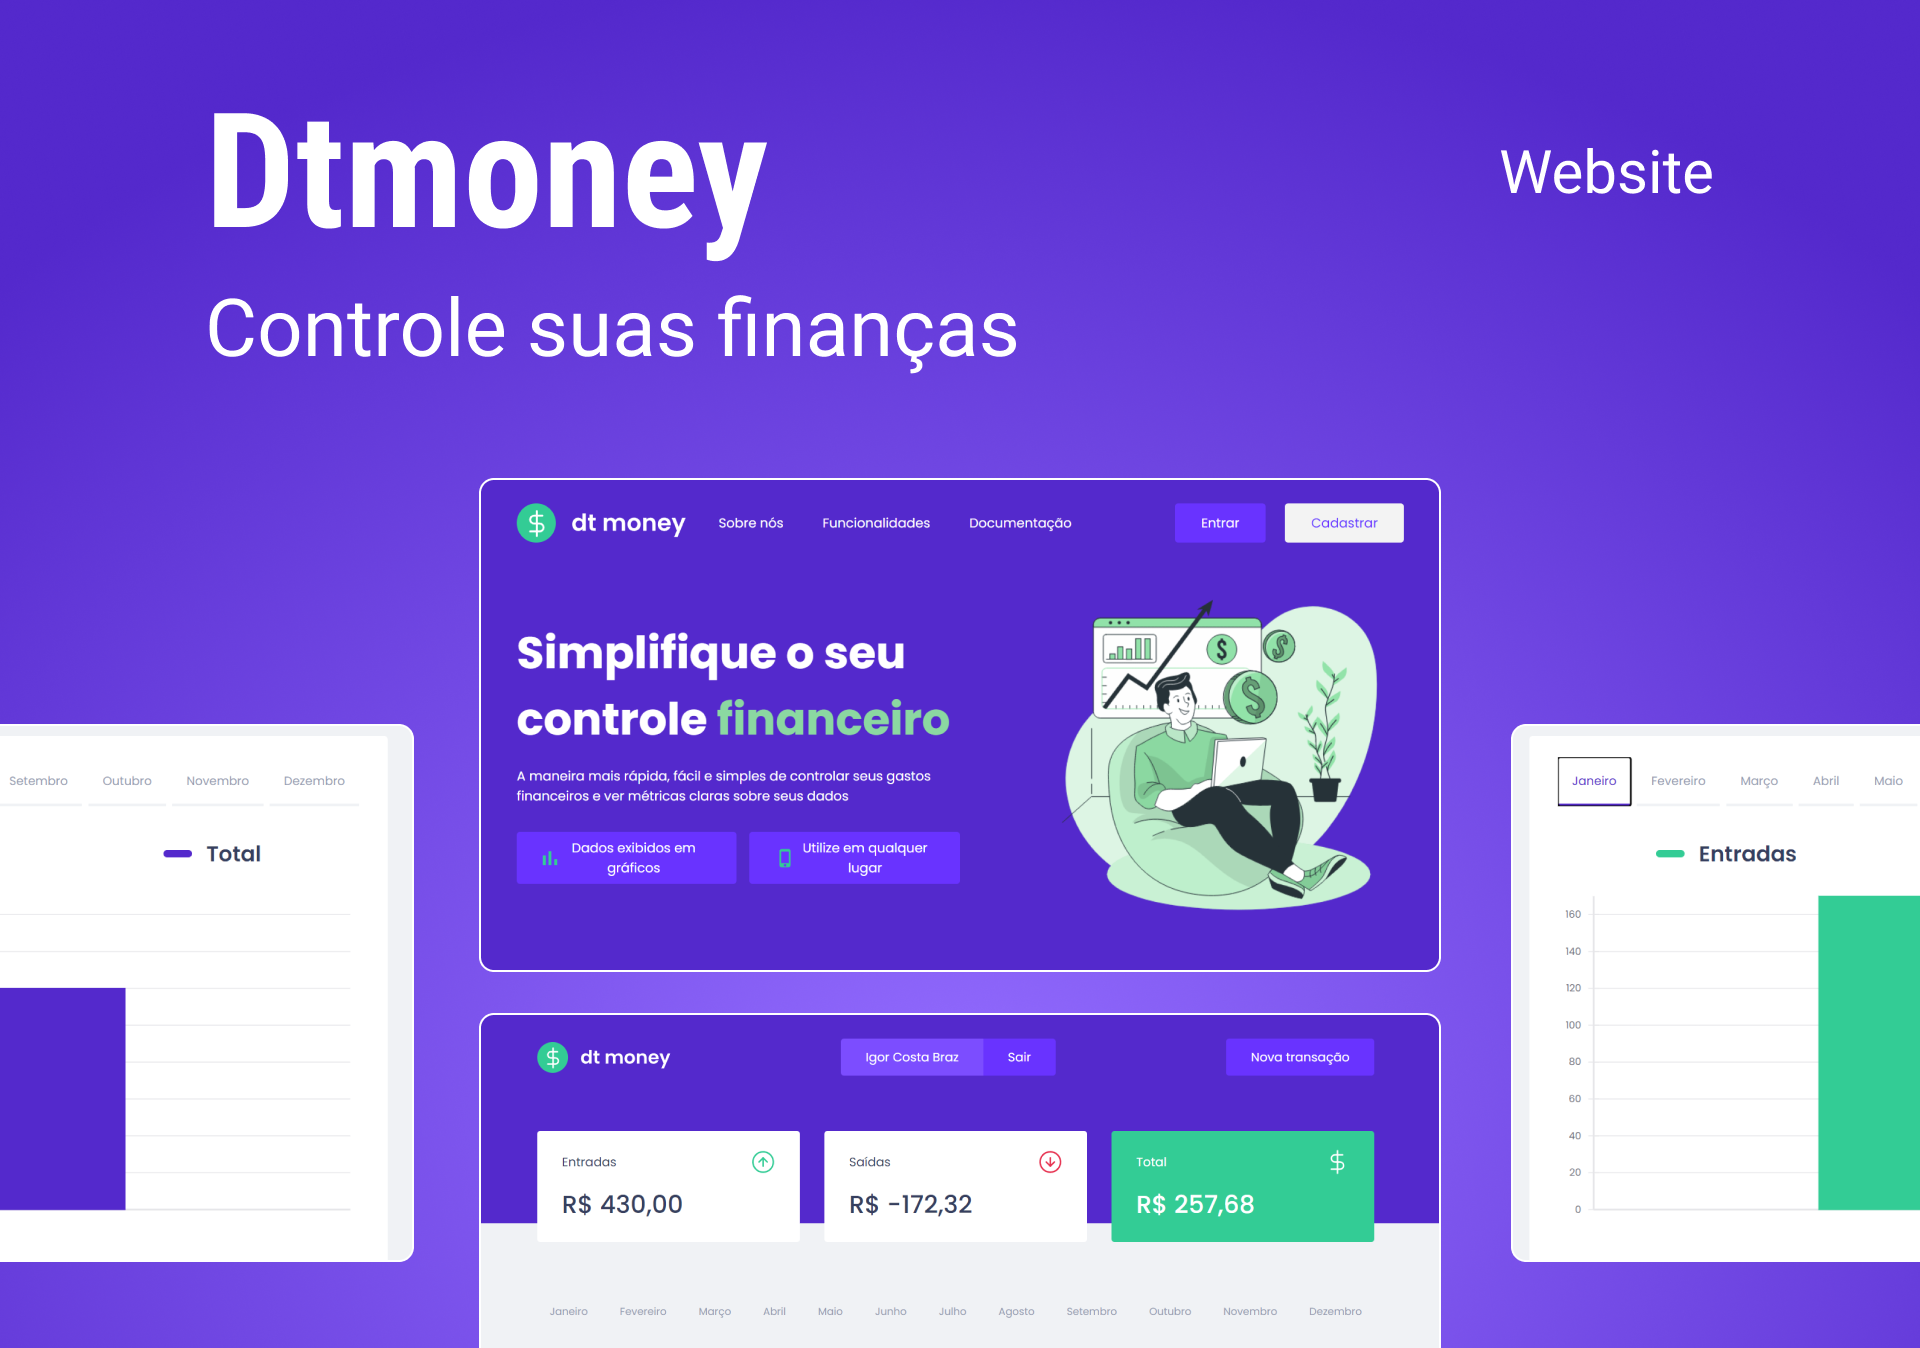 Dtmoney
Website
Controle suas finanças
dt money
Sobre nós
Funcionalidades
Documentação
Entrar
Cadastrar
Simplifique o seu
controle financeiro
A maneira mais rápida, fácil e simples de controlar seus gastos
financeiros e ver métricas claras sobre seus dados
Dados exibidos em
gráficos
Utilize em qualquer
lugar
Setembro
Outubro
Novembro
Dezembro
Total
Janeiro
Fevereiro
Março
Abril
Maio
Entradas
160
140
120
100
80
60
40
20
0
dt money
Igor Costa Braz
Sair
Nova transação
Entradas
R$ 430,00
Saídas
R$ -172,32
Total
R$ 257,68
Janeiro
Fevereiro
Março
Abril
Maio
Junho
Julho
Agosto
Setembro
Outubro
Novembro
Dezembro